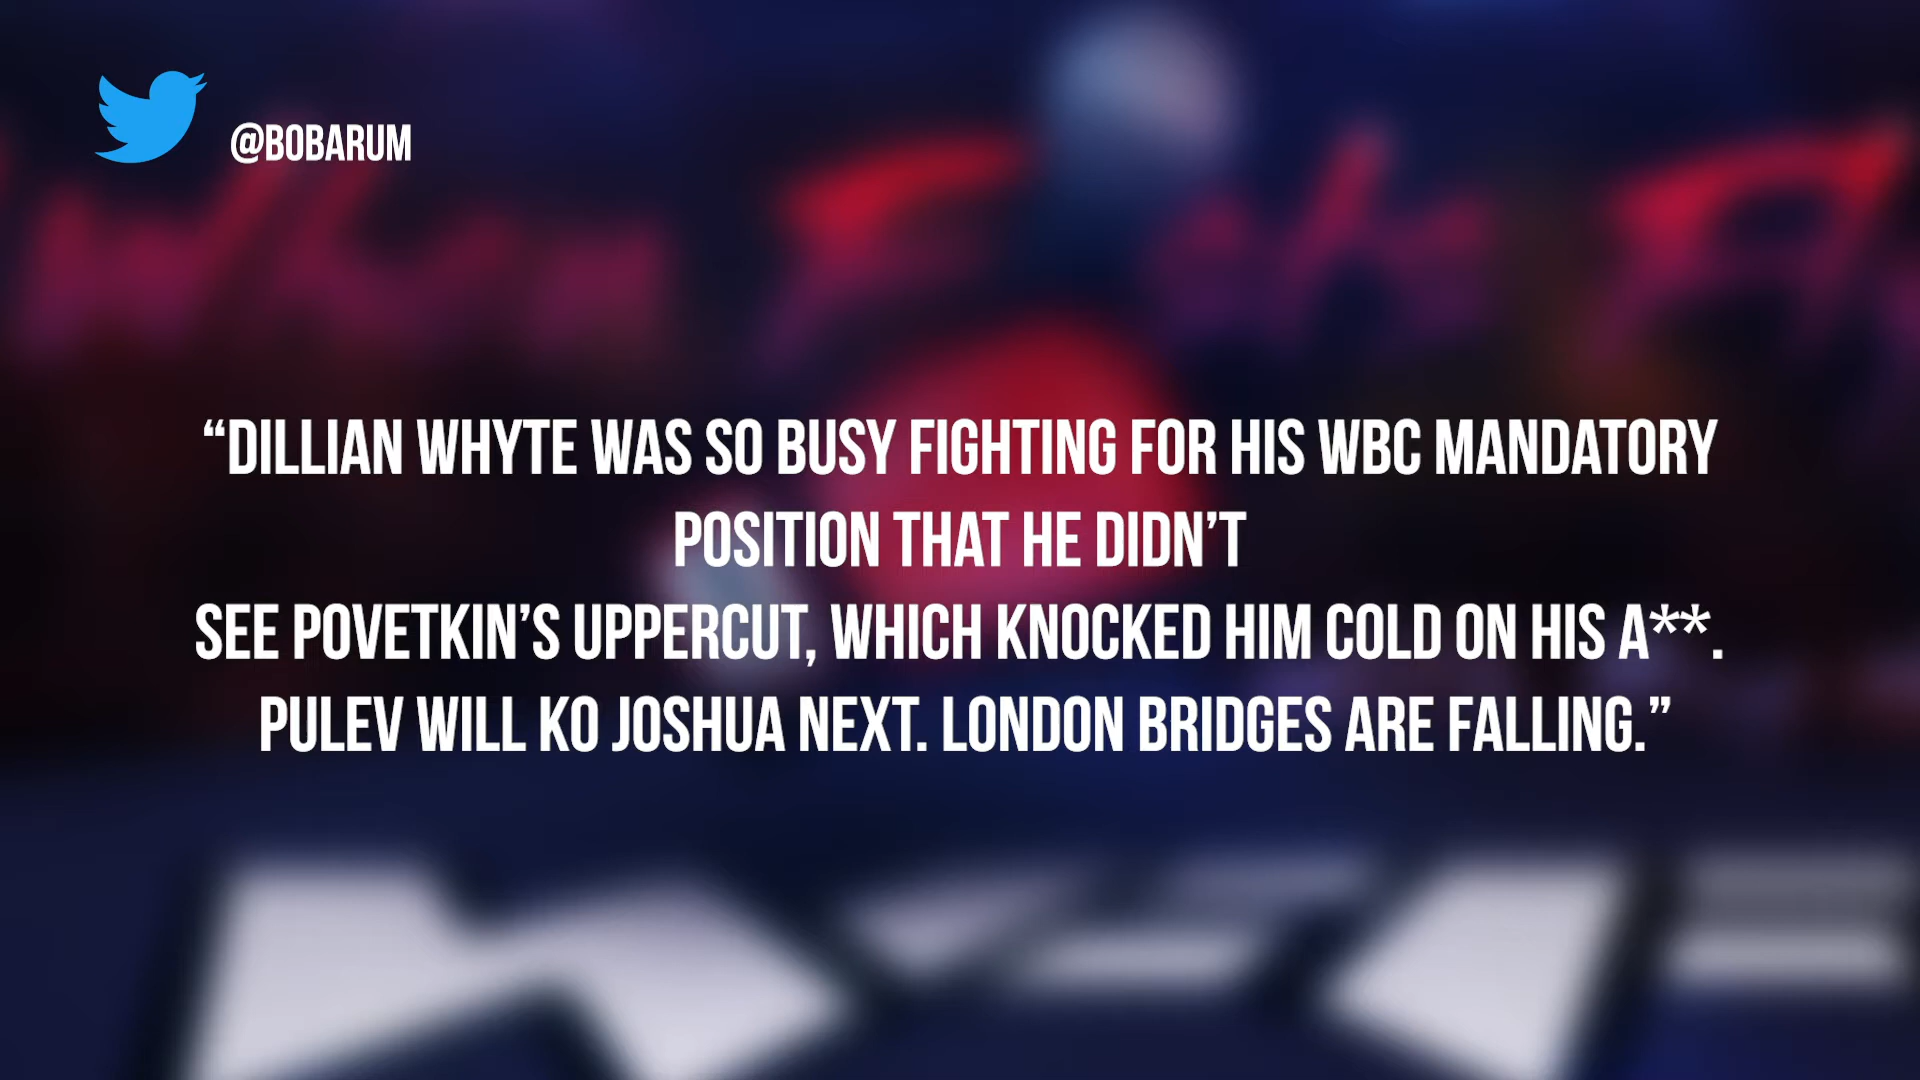 @BOBARUM
“DILLIAN WHYTE WAS SO BUSY FIGHTING FOR HIS WBC MANDATORY
POSITION THAT HE DIDN’T
SEE POVETKIN’S UPPERCUT, WHICH KNOCKED HIM COLD ON HIS A**.
PULEV WILL KO JOSHUA NEXT. LONDON BRIDGES ARE FALLING.”